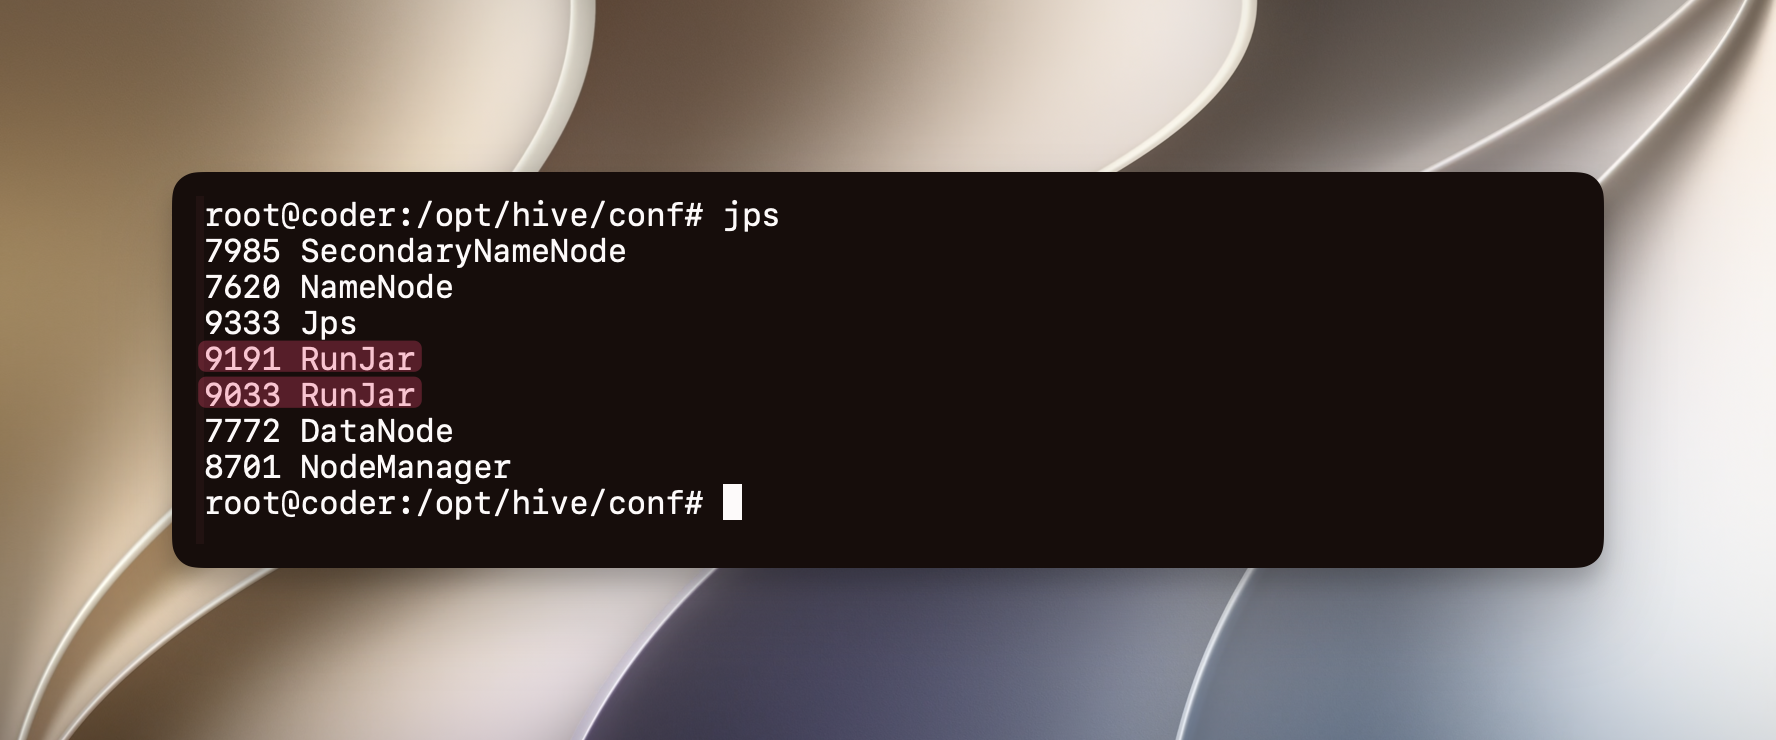 root@coder:/opt/hive/conf# jps
7985 SecondaryNameNode
7620 NameNode
9333 Jps
9191 RunJar
9033 RunJar
7772 DataNode
8701 NodeManager
root@coder:/opt/hive/conf#